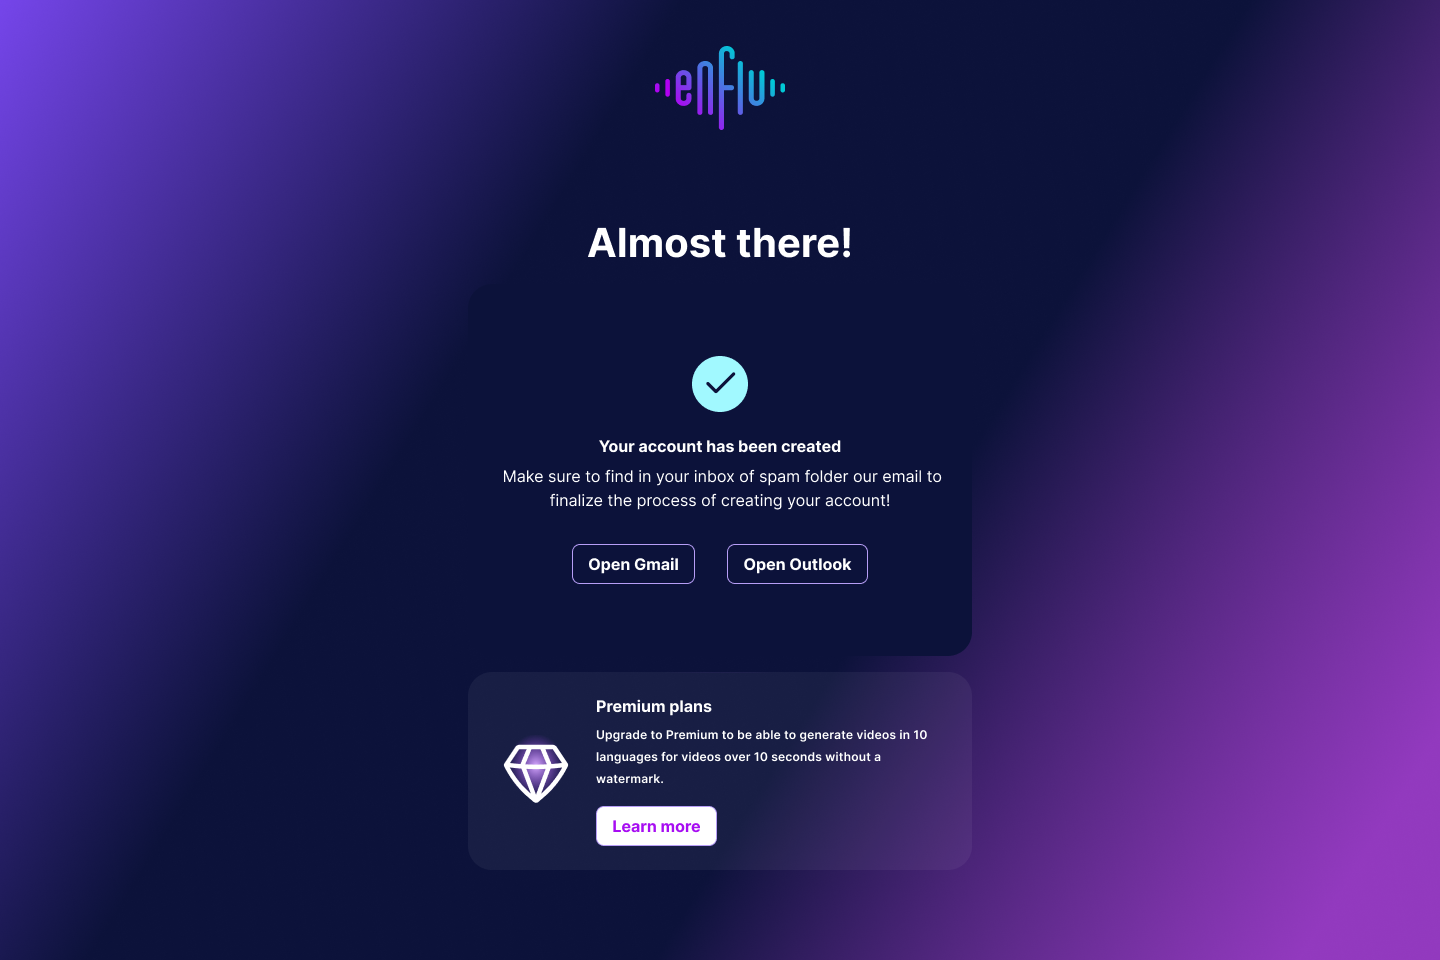 enflu
Almost there!
Your account has been created
Make sure to find in your inbox of spam folder our email to
finalize the process of creating your account!
Open Gmail
Open Outlook
Premium plans
Upgrade to Premium to be able to generate videos in 10
languages for videos over 10 seconds without a
watermark.
Learn more